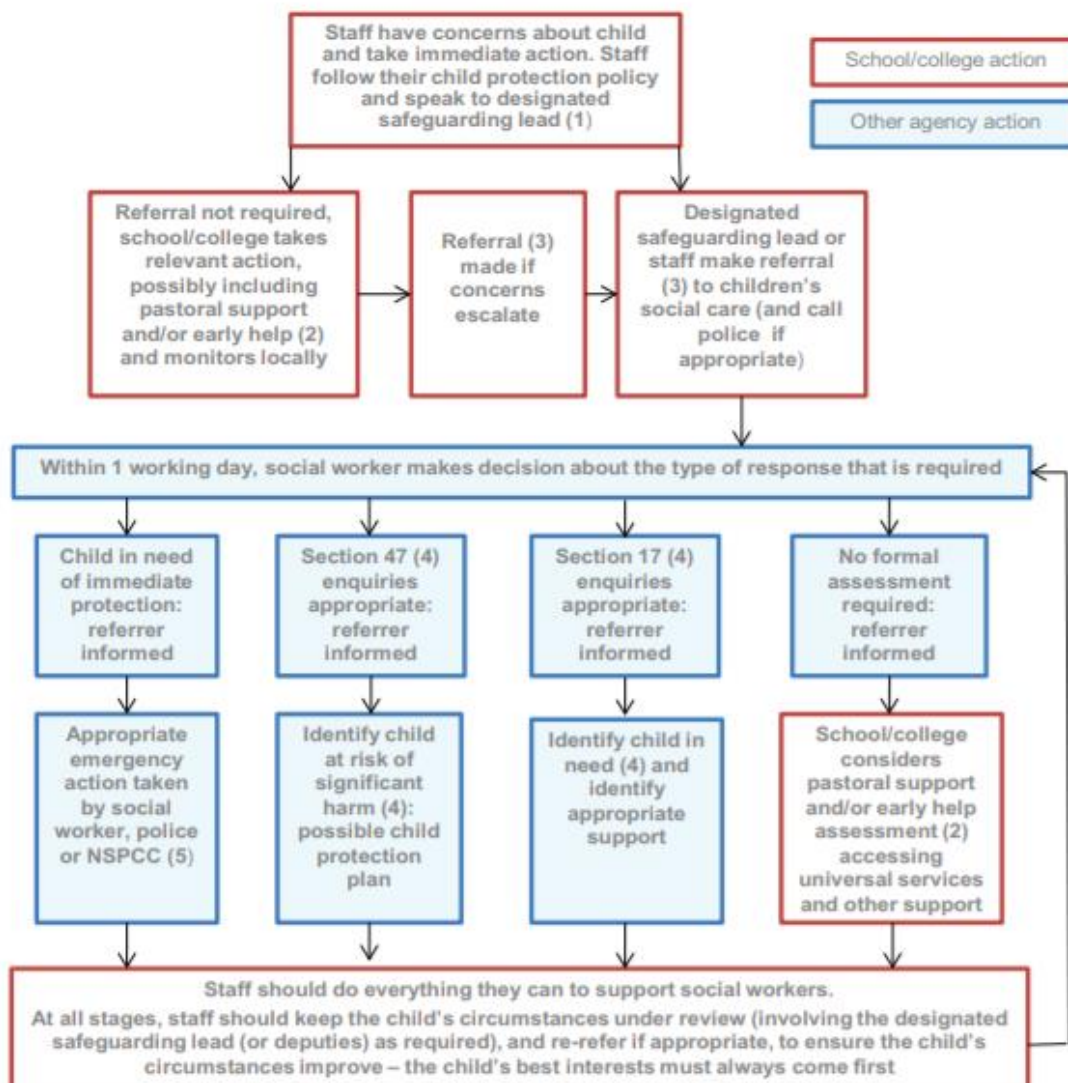 Staff have concerns about child
and take immediate action. Staff
follow their child protection policy
and speak to designated
safeguarding lead (1)
School/college action
Other agency action
Referral not required,
school/college takes
relevant action,
possibly including
pastoral support
and/or early help (2)
and monitors locally
Referral (3)
made if
concerns
escalate
Designated
safeguarding lead or
staff make referral
(3) to children's
social care (and call
police if
appropriate)
Within 1 working day, social worker makes decision about the type of response that is required
Child in need
of immediate
protection:
referrer
informed
Section 47 (4)
enquiries
appropriate:
referrer
informed
Section 17 (4)
enquiries
appropriate:
referrer
informed
No formal
assessment
required:
referrer
informed
Appropriate
emergency
action taken
by social
worker, police
or NSPCC (5)
Identify child
at risk of
significant
harm (4):
possible child
protection
plan
Identify child in
need (4) and
identify
appropriate
support
School/college
considers
pastoral support
and/or early help
assessment (2)
accessing
universal services
and other support
Staff should do everything they can to support social workers.
At all stages, staff should keep the child's circumstances under review (involving the designated
safeguarding lead (or deputies) as required), and re-refer if appropriate, to ensure the child's
circumstances improve – the child's best interests must always come first